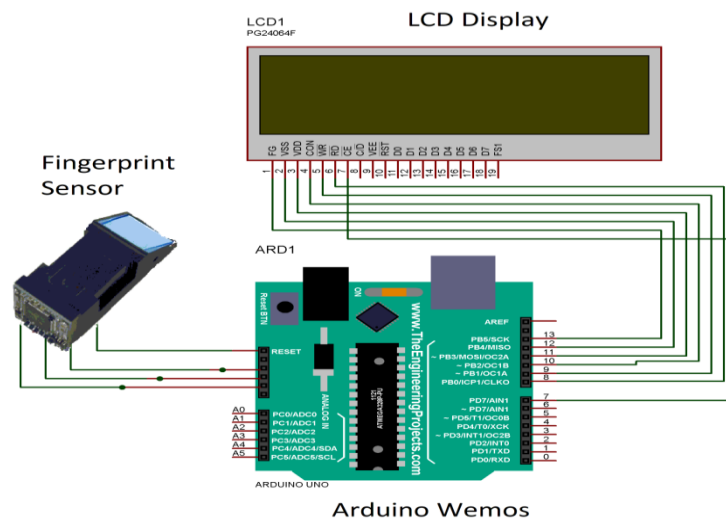 LCD1
LCD Display
PG24064F
FG VSS VDD CON WR RD CE C/D VEE RST D0 D1 D2 D3 D4 D5 D6 D7 FS1
1 2 3 4 5 6 7 8 9 10 11 12 13 14 15 16 17 18 19
Fingerprint
Sensor
ARD1
Reset BTN
ON
www.TheEngineeringProjects.com
AREF
RESET
PB5/SCK 13
PB4/MISO 12
~ PB3/MOSI/OC2A 11
~ PB2/OC1B 10
~ PB1/OC1A 9
PB0/ICP1/CLKO 8
ANALOG IN
ATMEGA328P-PU
1121
A0 PC0/ADC0
A1 PC1/ADC1
A2 PC2/ADC2
A3 PC3/ADC3
A4 PC4/ADC4/SDA
A5 PC5/ADC5/SCL
PD7/AIN1 7
~ PD7/AIN1 6
~ PD5/T1/OC0B 5
PD4/T0/XCK 4
~ PD3/INT1/OC2B 3
PD2/INT0 2
PD1/TXD 1
PD0/RXD 0
ARDUINO UNO
Arduino Wemos